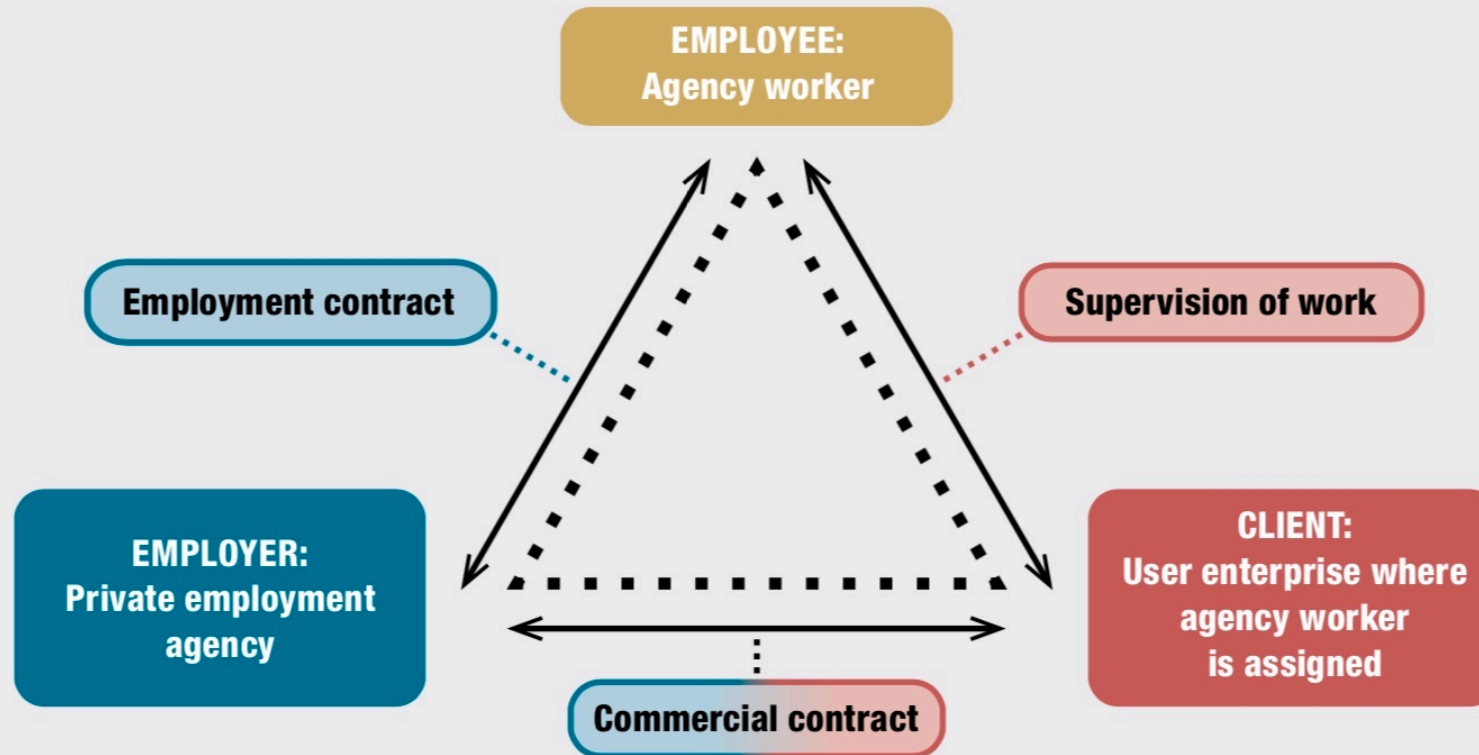 EMPLOYEE:
Agency worker
Employment contract
Supervision of work
EMPLOYER:
Private employment
agency
CLIENT:
User enterprise where
agency worker
is assigned
Commercial contract